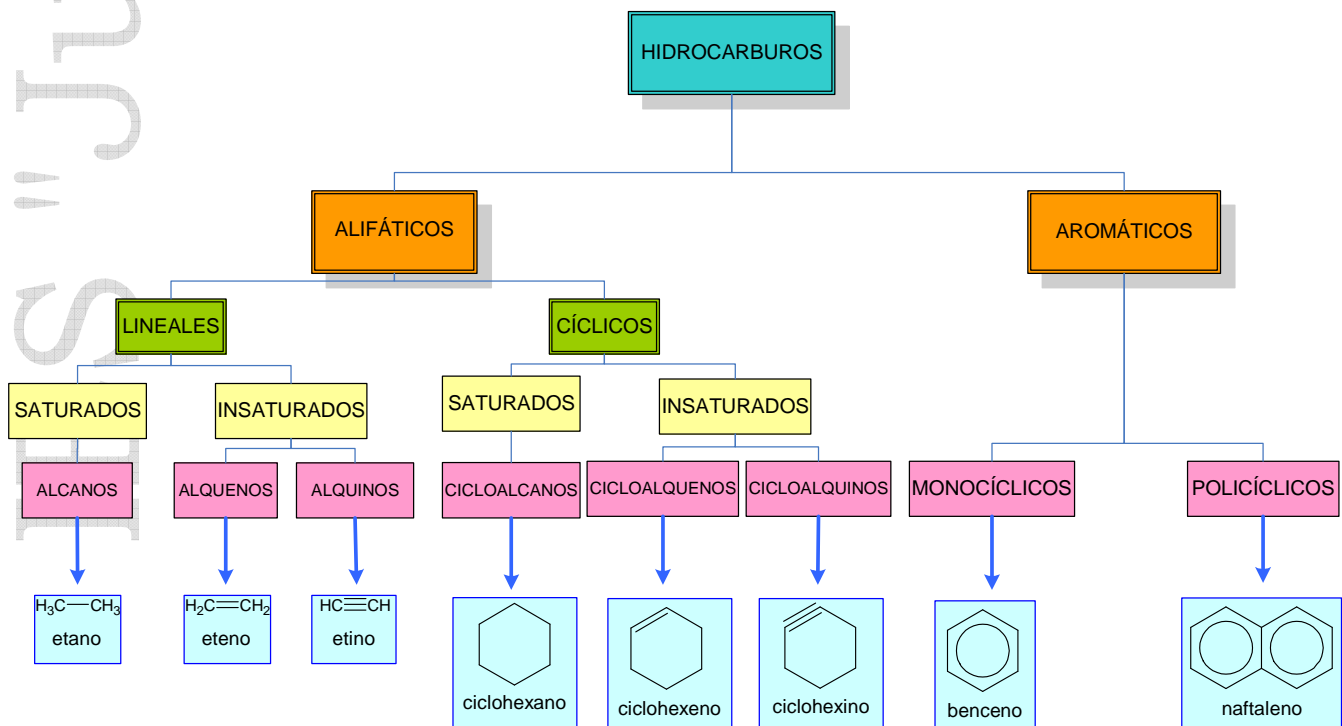 HIDROCARBUROS
ALIFÁTICOS
AROMÁTICOS
LINEALES
CÍCLICOS
SATURADOS
INSATURADOS
SATURADOS
INSATURADOS
ALCANOS
ALQUENOS
ALQUINOS
CICLOALCANOS
CICLOALQUENOS
CICLOALQUINOS
MONOCÍCLICOS
POLICÍCLICOS
H₃C—CH₃
etano
H₂C=CH₂
eteno
HC≡CH
etino
ciclohexano
ciclohexeno
ciclohexino
benceno
naftaleno